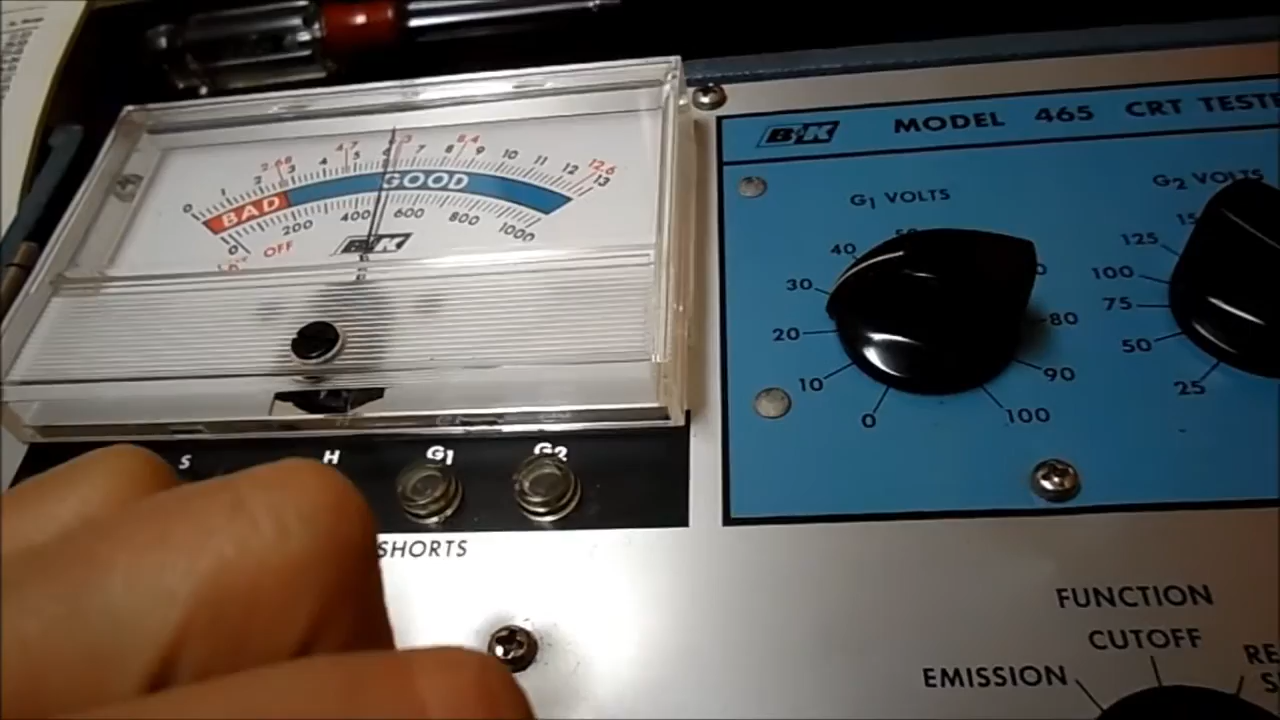 B&K MODEL 465 CRT TESTE
G1 VOLTS
G2 VOLTS
2.68 4.7 6.3 8.4 12.6
0 1 2 3 4 5 6 7 8 9 10 11 12 13
BAD GOOD
0 200 400 600 800 1000
OFF
B&K
40
30
20
10
0
80
90
100
15
125
100
75
50
25
S H G1 G2
SHORTS
FUNCTION
CUTOFF
EMISSION